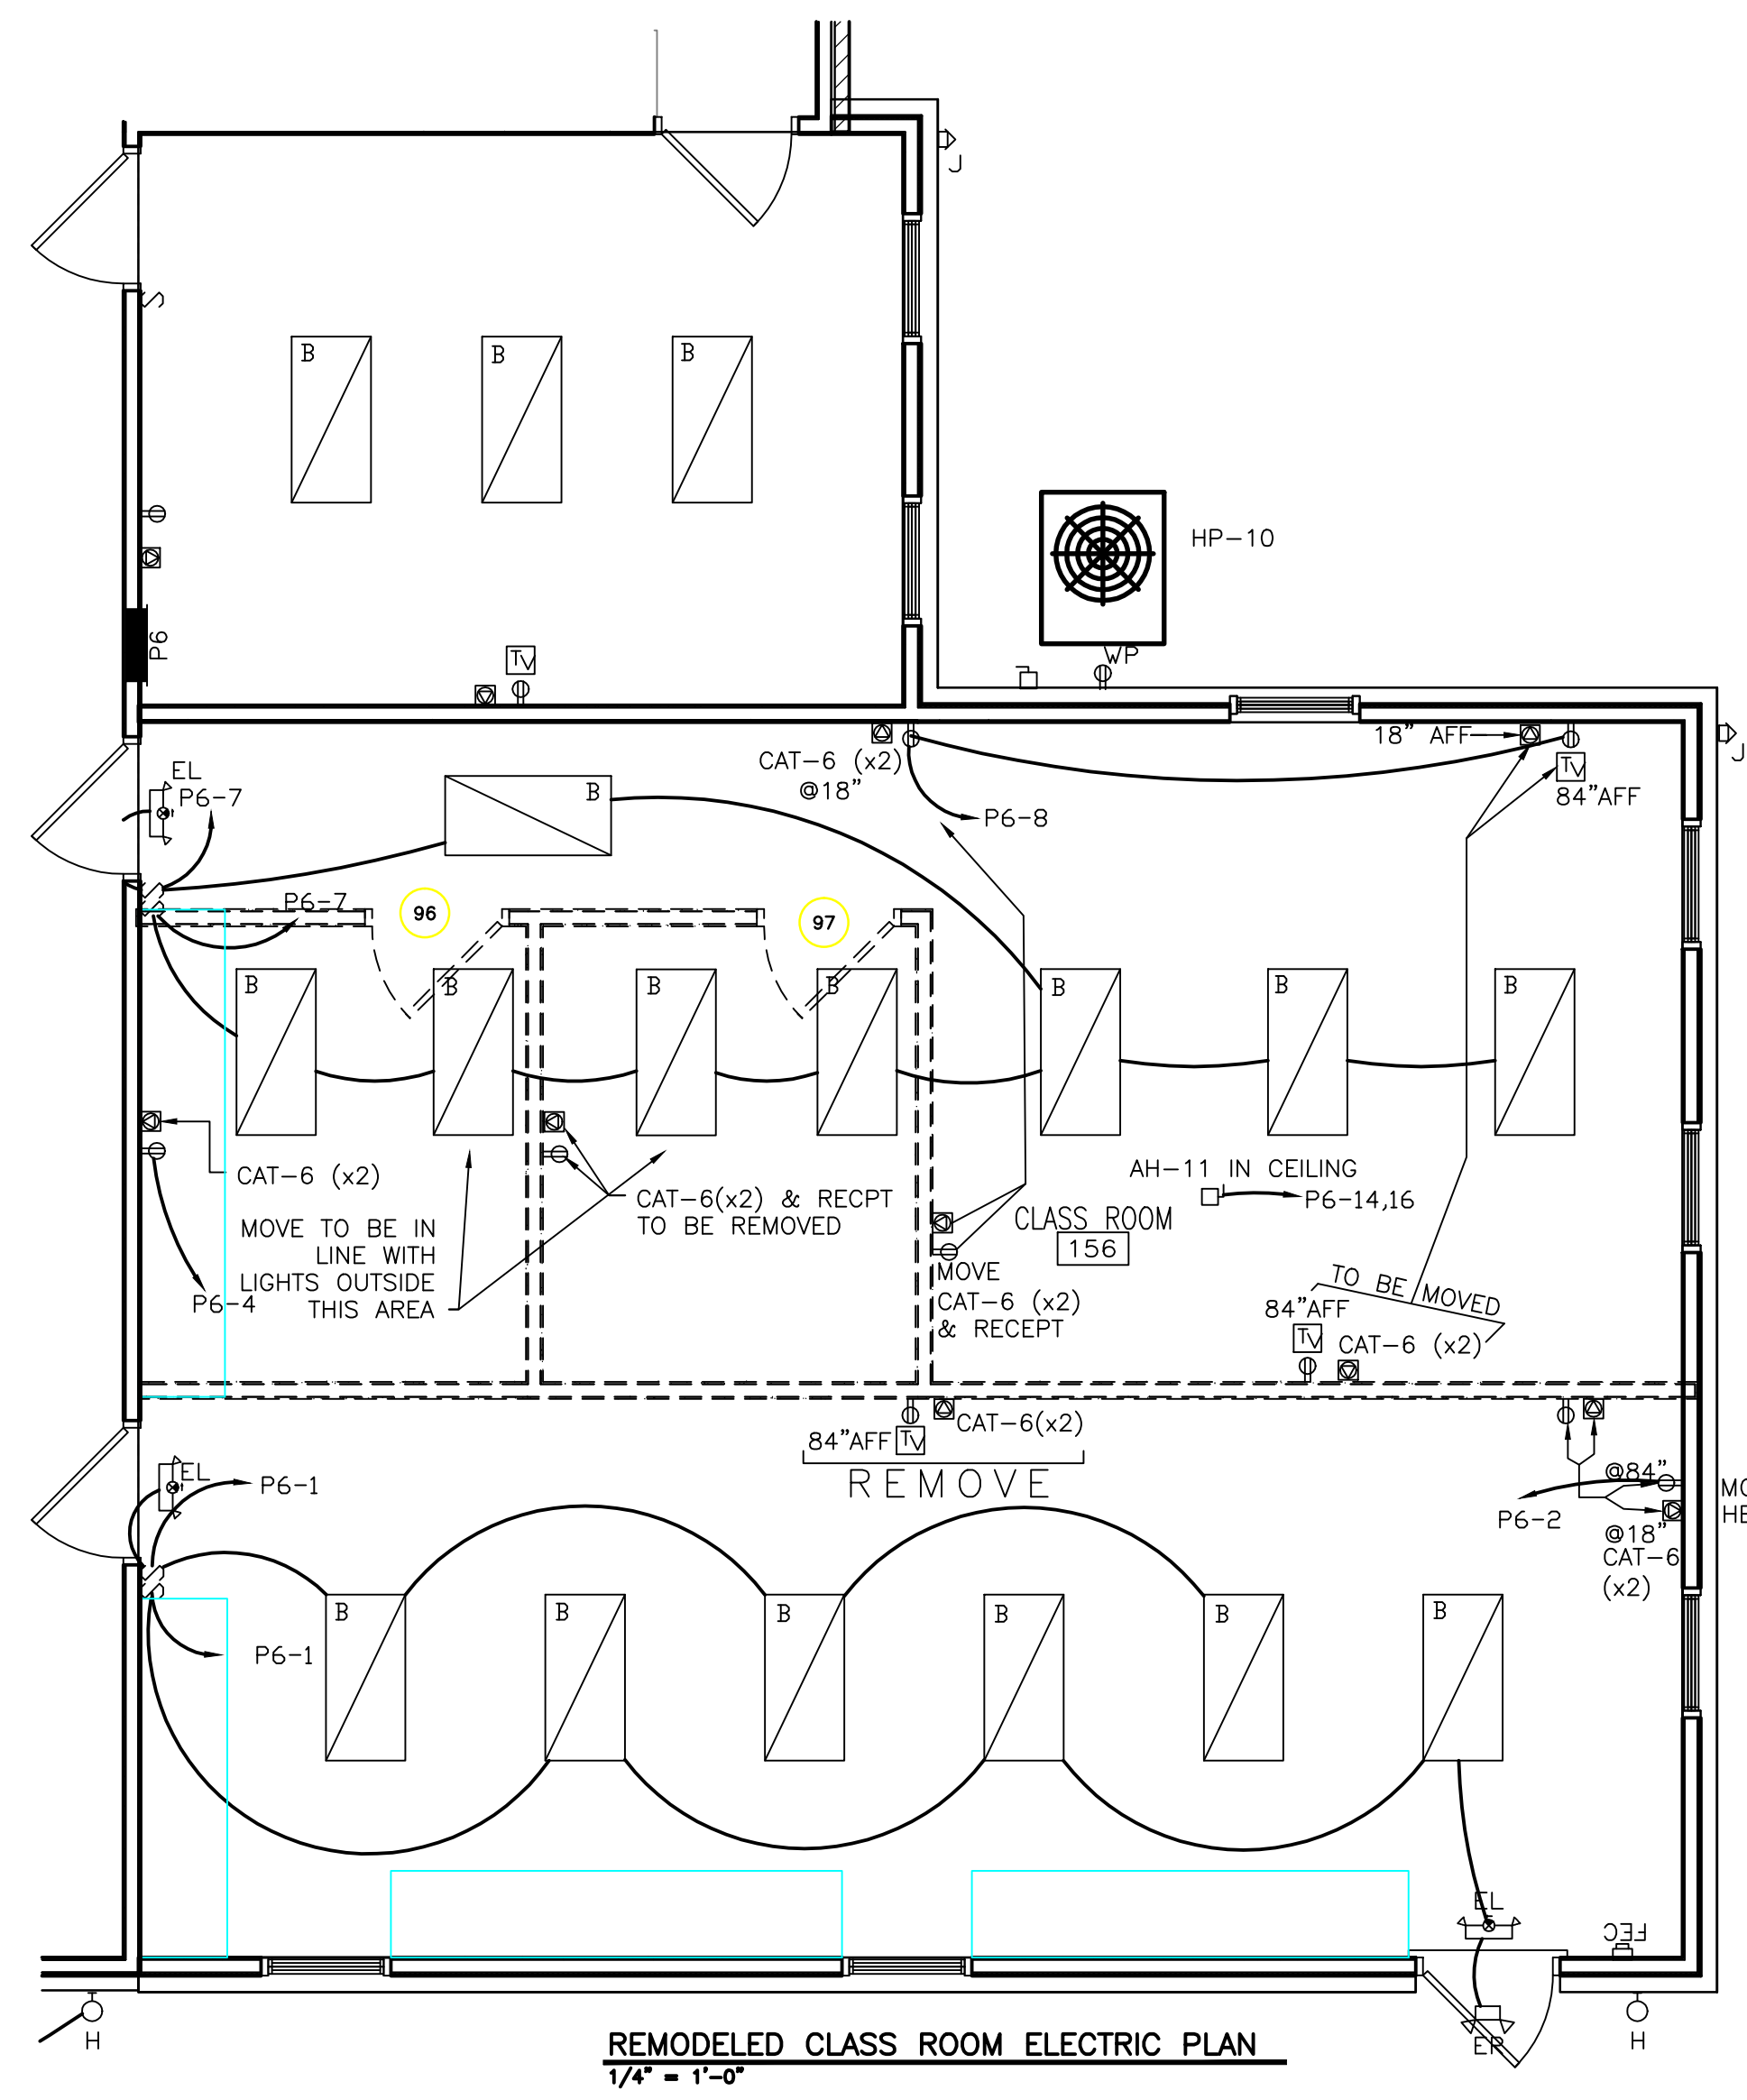 J
B
B
B
HP-10
P6
TV
WP
J
18" AFF
CAT-6 (x2)
@18"
TV
84"AFF
EL
P6-7
B
P6-8
P6-7
96
97
B
B
B
B
B
B
B
CAT-6 (x2)
AH-11 IN CEILING
P6-14,16
CAT-6(x2) & RECPT
TO BE REMOVED
CLASS ROOM
156
MOVE TO BE IN
LINE WITH
LIGHTS OUTSIDE
THIS AREA
P6-4
MOVE
CAT-6 (x2)
& RECEPT
TO BE MOVED
84"AFF
TV
CAT-6 (x2)
CAT-6(x2)
84"AFF
TV
REMOVE
EL
P6-1
@84"
P6-2
@18"
CAT-6
(x2)
P6-1
B
B
B
B
B
B
EL
FEC
H
EP
H
REMODELED CLASS ROOM ELECTRIC PLAN
1/4" = 1'-0"